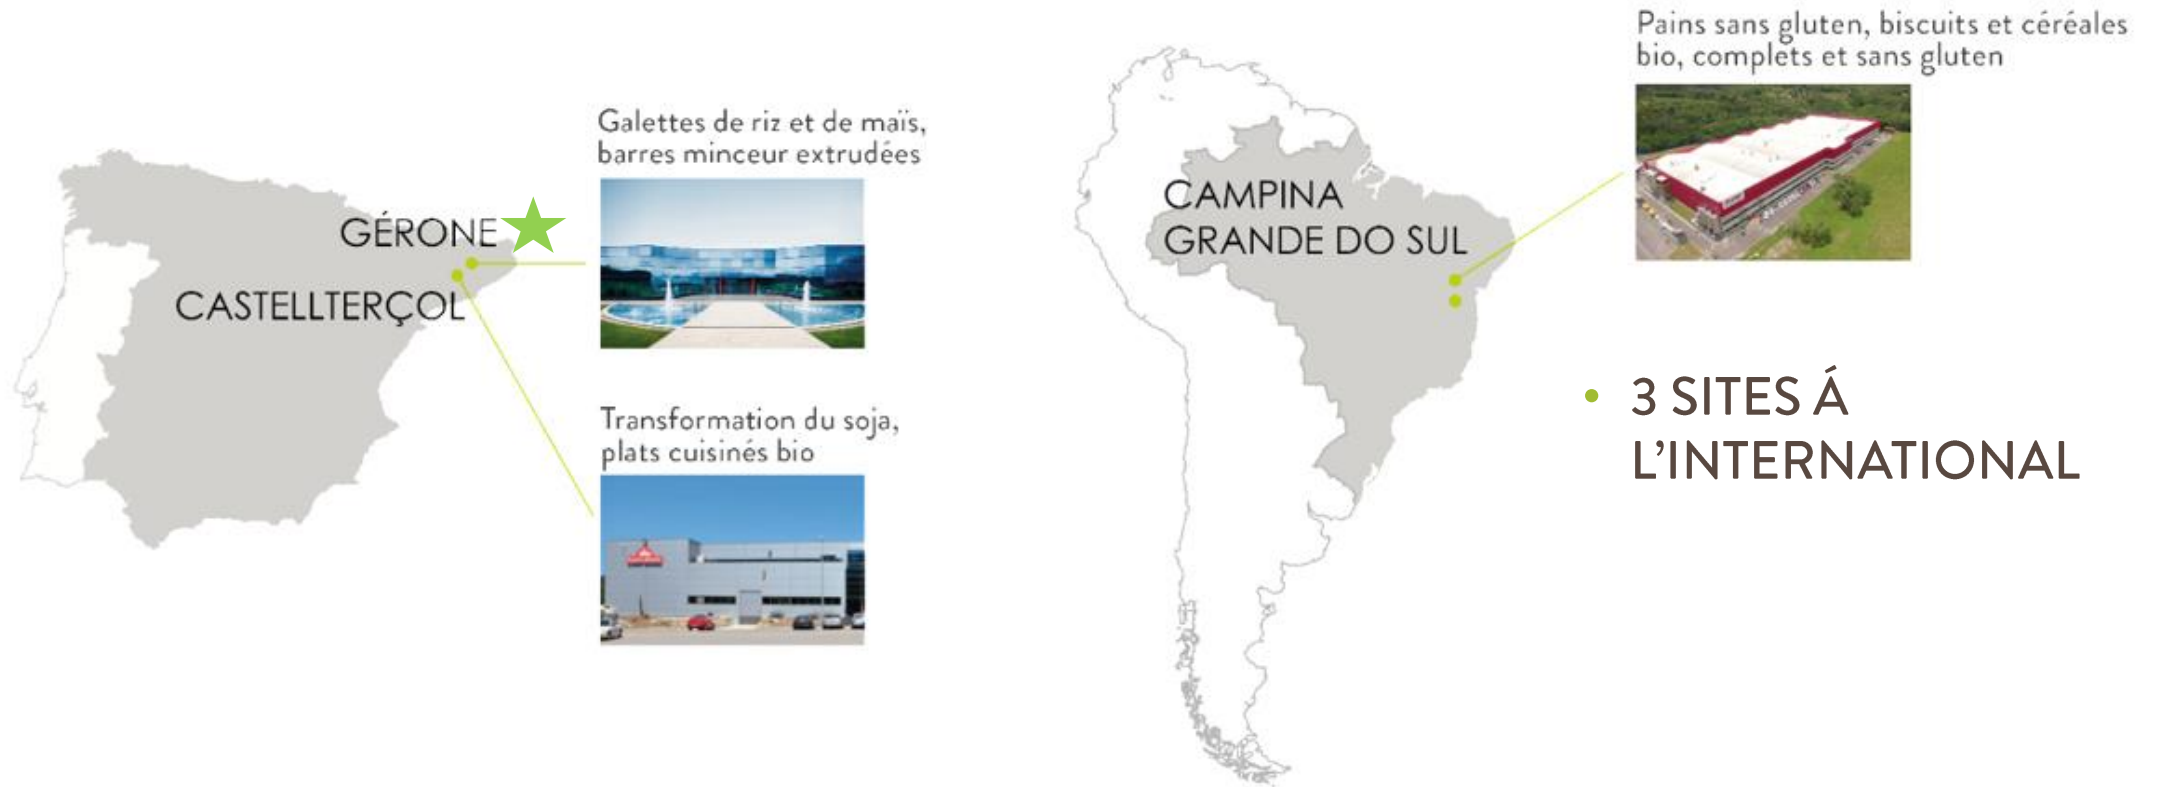 Galettes de riz et de maïs,
barres minceur extrudées
GÉRONE
CASTELLTERÇOL
Transformation du soja,
plats cuisinés bio
Pains sans gluten, biscuits et céréales
bio, complets et sans gluten
CAMPINA
GRANDE DO SUL
• 3 SITES Á
L’INTERNATIONAL